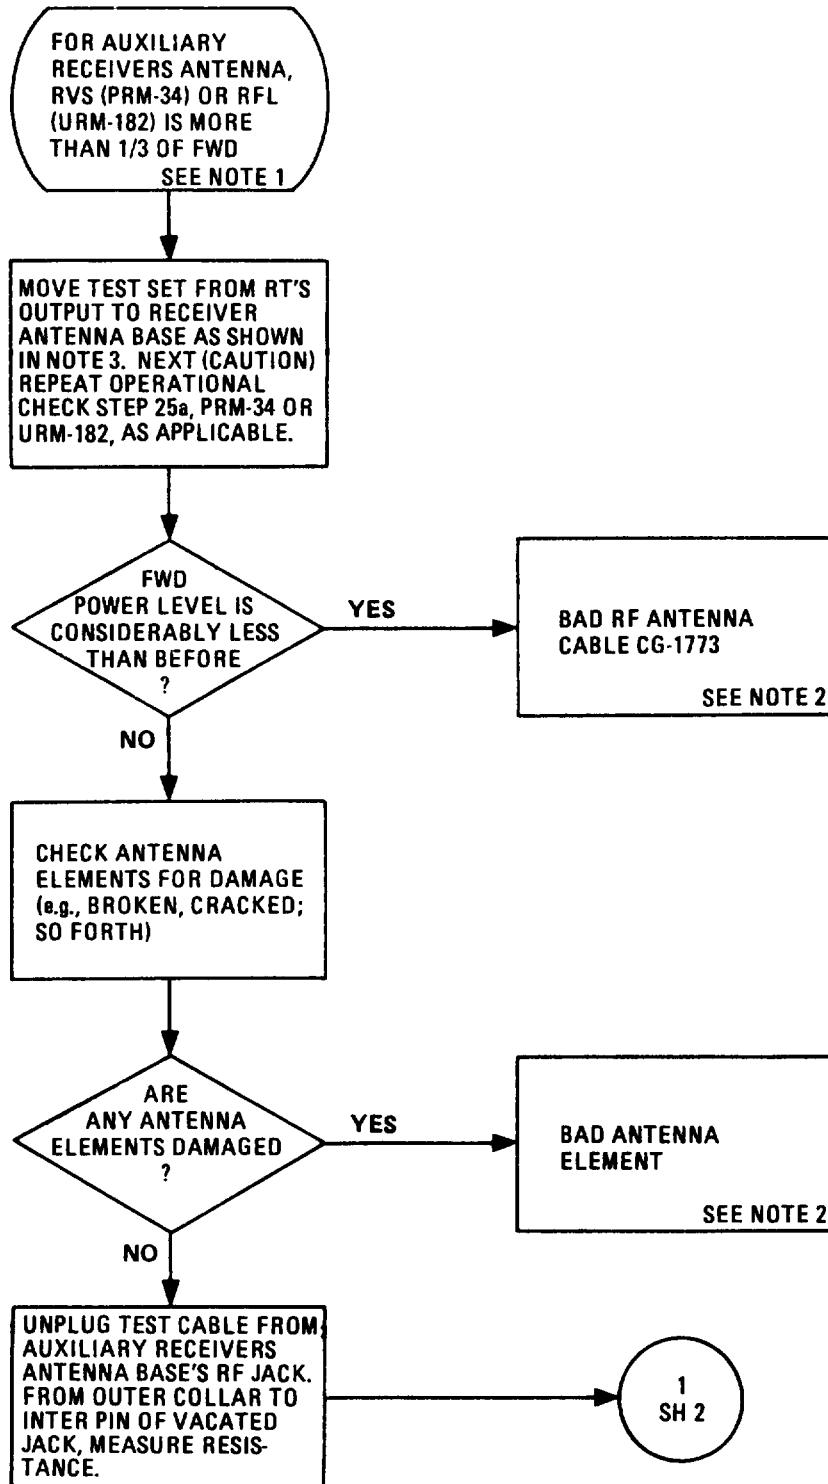 FOR AUXILIARY
RECEIVERS ANTENNA,
RVS (PRM-34) OR RFL
(URM-182) IS MORE
THAN 1/3 OF FWD
SEE NOTE 1
MOVE TEST SET FROM RT'S
OUTPUT TO RECEIVER
ANTENNA BASE AS SHOWN
IN NOTE 3. NEXT (CAUTION)
REPEAT OPERATIONAL
CHECK STEP 25a, PRM-34 OR
URM-182, AS APPLICABLE.
FWD
POWER LEVEL IS
CONSIDERABLY LESS
THAN BEFORE
?
YES
BAD RF ANTENNA
CABLE CG-1773
SEE NOTE 2
NO
CHECK ANTENNA
ELEMENTS FOR DAMAGE
(e.g., BROKEN, CRACKED;
SO FORTH)
ARE
ANY ANTENNA
ELEMENTS DAMAGED
?
YES
BAD ANTENNA
ELEMENT
SEE NOTE 2
NO
UNPLUG TEST CABLE FROM
AUXILIARY RECEIVERS
ANTENNA BASE'S RF JACK.
FROM OUTER COLLAR TO
INTER PIN OF VACATED
JACK, MEASURE RESIS-
TANCE.
1
SH 2